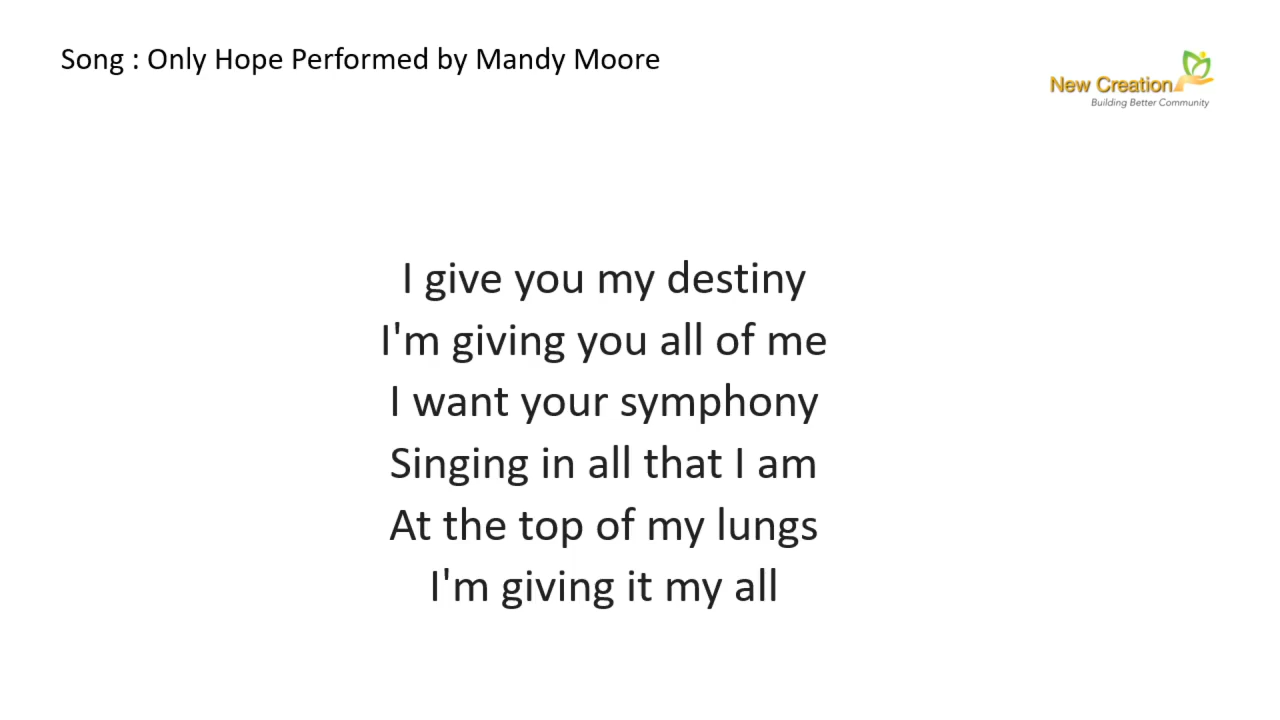 Song : Only Hope Performed by Mandy Moore
New Creation
Building Better Community
I give you my destiny
I'm giving you all of me
I want your symphony
Singing in all that I am
At the top of my lungs
I'm giving it my all